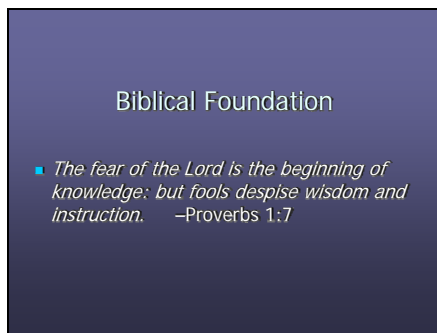 Biblical Foundation
The fear of the Lord is the beginning of
knowledge: but fools despise wisdom and
instruction. –Proverbs 1:7